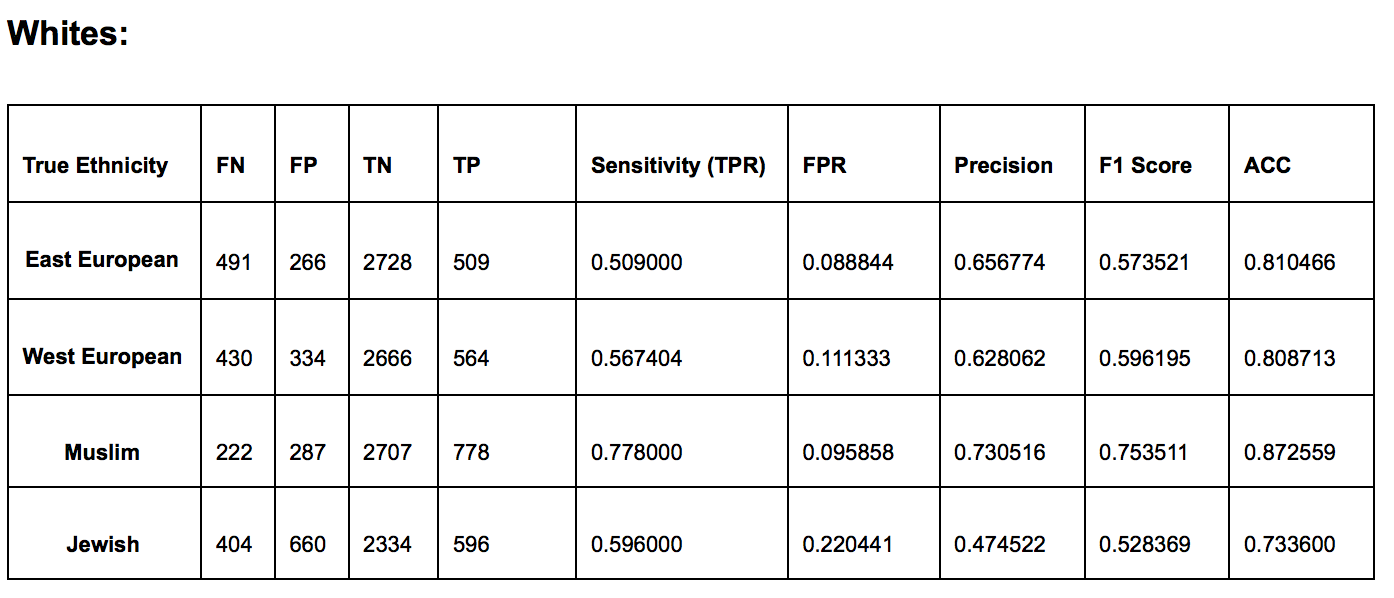 Whites:
True Ethnicity FN FP TN TP Sensitivity (TPR) FPR Precision F1 Score ACC
East European 491 266 2728 509 0.509000 0.088844 0.656774 0.573521 0.810466
West European 430 334 2666 564 0.567404 0.111333 0.628062 0.596195 0.808713
Muslim 222 287 2707 778 0.778000 0.095858 0.730516 0.753511 0.872559
Jewish 404 660 2334 596 0.596000 0.220441 0.474522 0.528369 0.733600